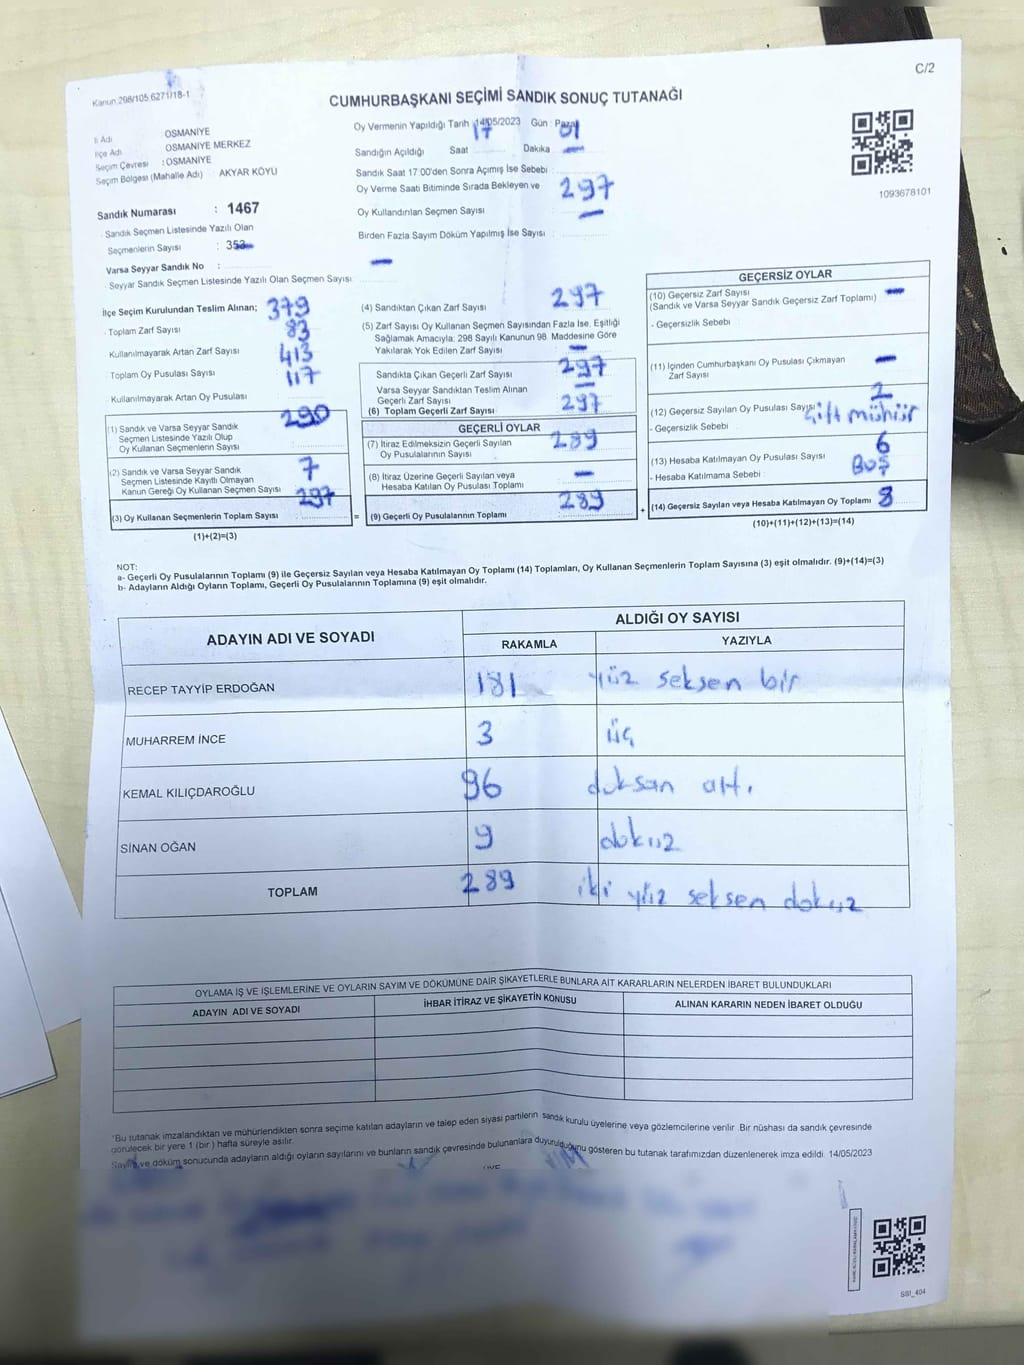 C/2
Kanun:298/105.6271/18-1
CUMHURBAŞKANI SEÇİMİ SANDIK SONUÇ TUTANAĞI
İl Adı OSMANİYE
İlçe Adı OSMANİYE MERKEZ
Seçim Çevresi : OSMANİYE
Seçim Bölgesi (Mahalle Adı) AKYAR KÖYÜ
Sandık Numarası : 1467
Sandık Seçmen Listesinde Yazılı Olan
Seçmenlerin Sayısı : 353
Varsa Seyyar Sandık No :
Seyyar Sandık Seçmen Listesinde Yazılı Olan Seçmen Sayısı
Oy Vermenin Yapıldığı Tarih 14/05/2023 Gün : Pazar
Sandığın Açıldığı Saat 17 Dakika 01
Sandık Saat 17:00'den Sonra Açımış İse Sebebi :
Oy Verme Saati Bitiminde Sırada Bekleyen ve
Oy Kullandırılan Seçmen Sayısı 297
Birden Fazla Sayım Döküm Yapılmış İse Sayısı :
1093678101
İlçe Seçim Kurulundan Teslim Alınan;
Toplam Zarf Sayısı 379
Kullanılmayarak Artan Zarf Sayısı 83
Toplam Oy Pusulası Sayısı 413
Kullanılmayarak Artan Oy Pusulası 117
(1) Sandık ve Varsa Seyyar Sandık
Seçmen Listesinde Yazılı Olup
Oy Kullanan Seçmenlerin Sayısı 290
(2) Sandık ve Varsa Seyyar Sandık
Seçmen Listesinde Kayıtlı Olmayan
Kanun Gereği Oy Kullanan Seçmen Sayısı 7
(3) Oy Kullanan Seçmenlerin Toplam Sayısı 297
(1)+(2)=(3)
=
(4) Sandıktan Çıkan Zarf Sayısı 297
(5) Zarf Sayısı Oy Kullanan Seçmen Sayısından Fazla İse, Eşitliği
Sağlamak Amacıyla; 298 Sayılı Kanunun 98. Maddesine Göre
Yakılarak Yok Edilen Zarf Sayısı –
Sandıkta Çıkan Geçerli Zarf Sayısı 297
Varsa Seyyar Sandıktan Teslim Alınan
Geçerli Zarf Sayısı –
(6) Toplam Geçerli Zarf Sayısı 297
GEÇERLİ OYLAR
(7) İtiraz Edilmeksizin Geçerli Sayılan
Oy Pusulalarının Sayısı 289
(8) İtiraz Üzerine Geçerli Sayılan veya
Hesaba Katılan Oy Pusulası Toplamı –
(9) Geçerli Oy Pusulalarının Toplamı 289
+
GEÇERSİZ OYLAR
(10) Geçersiz Zarf Sayısı –
(Sandık ve Varsa Seyyar Sandık Geçersiz Zarf Toplamı)
- Geçersizlik Sebebi
(11) İçinden Cumhurbaşkanı Oy Pusulası Çıkmayan
Zarf Sayısı –
(12) Geçersiz Sayılan Oy Pusulası Sayısı 2
- Geçersizlik Sebebi çift mühür
(13) Hesaba Katılmayan Oy Pusulası Sayısı 6
- Hesaba Katılmama Sebebi : Boş
(14) Geçersiz Sayılan veya Hesaba Katılmayan Oy Toplamı 8
(10)+(11)+(12)+(13)=(14)
NOT:
a- Geçerli Oy Pusulalarının Toplamı (9) ile Geçersiz Sayılan veya Hesaba Katılmayan Oy Toplamı (14) Toplamları, Oy Kullanan Seçmenlerin Toplam Sayısına (3) eşit olmalıdır. (9)+(14)=(3)
b- Adayların Aldığı Oyların Toplamı, Geçerli Oy Pusulalarının Toplamına (9) eşit olmalıdır.
ADAYIN ADI VE SOYADI ALDIĞI OY SAYISI
RAKAMLA YAZIYLA
RECEP TAYYİP ERDOĞAN 181 yüz seksen bir
MUHARREM İNCE 3 üç
KEMAL KILIÇDAROĞLU 96 doksan altı
SİNAN OĞAN 9 dokuz
TOPLAM 289 iki yüz seksen dokuz
OYLAMA İŞ VE İŞLEMLERİNE VE OYLARIN SAYIM VE DÖKÜMÜNE DAİR ŞİKAYETLERLE BUNLARA AİT KARARLARIN NELERDEN İBARET BULUNDUKLARI
ADAYIN ADI VE SOYADI İHBAR İTİRAZ VE ŞİKAYETİN KONUSU ALINAN KARARIN NEDEN İBARET OLDUĞU
*Bu tutanak imzalandıktan ve mühürlendikten sonra seçime katılan adayların ve talep eden siyasi partilerin sandık kurulu üyelerine veya gözlemcilerine verilir. Bir nüshası da sandık çevresinde
görülecek bir yere 1 (bir) hafta süreyle asılır.
Sayım ve döküm sonucunda adayların aldığı oyların sayılarını ve bunların sandık çevresinde bulunanlara duyurulduğunu gösteren bu tutanak tarafımızdan düzenlenerek imza edildi. 14/05/2023
SSI_404